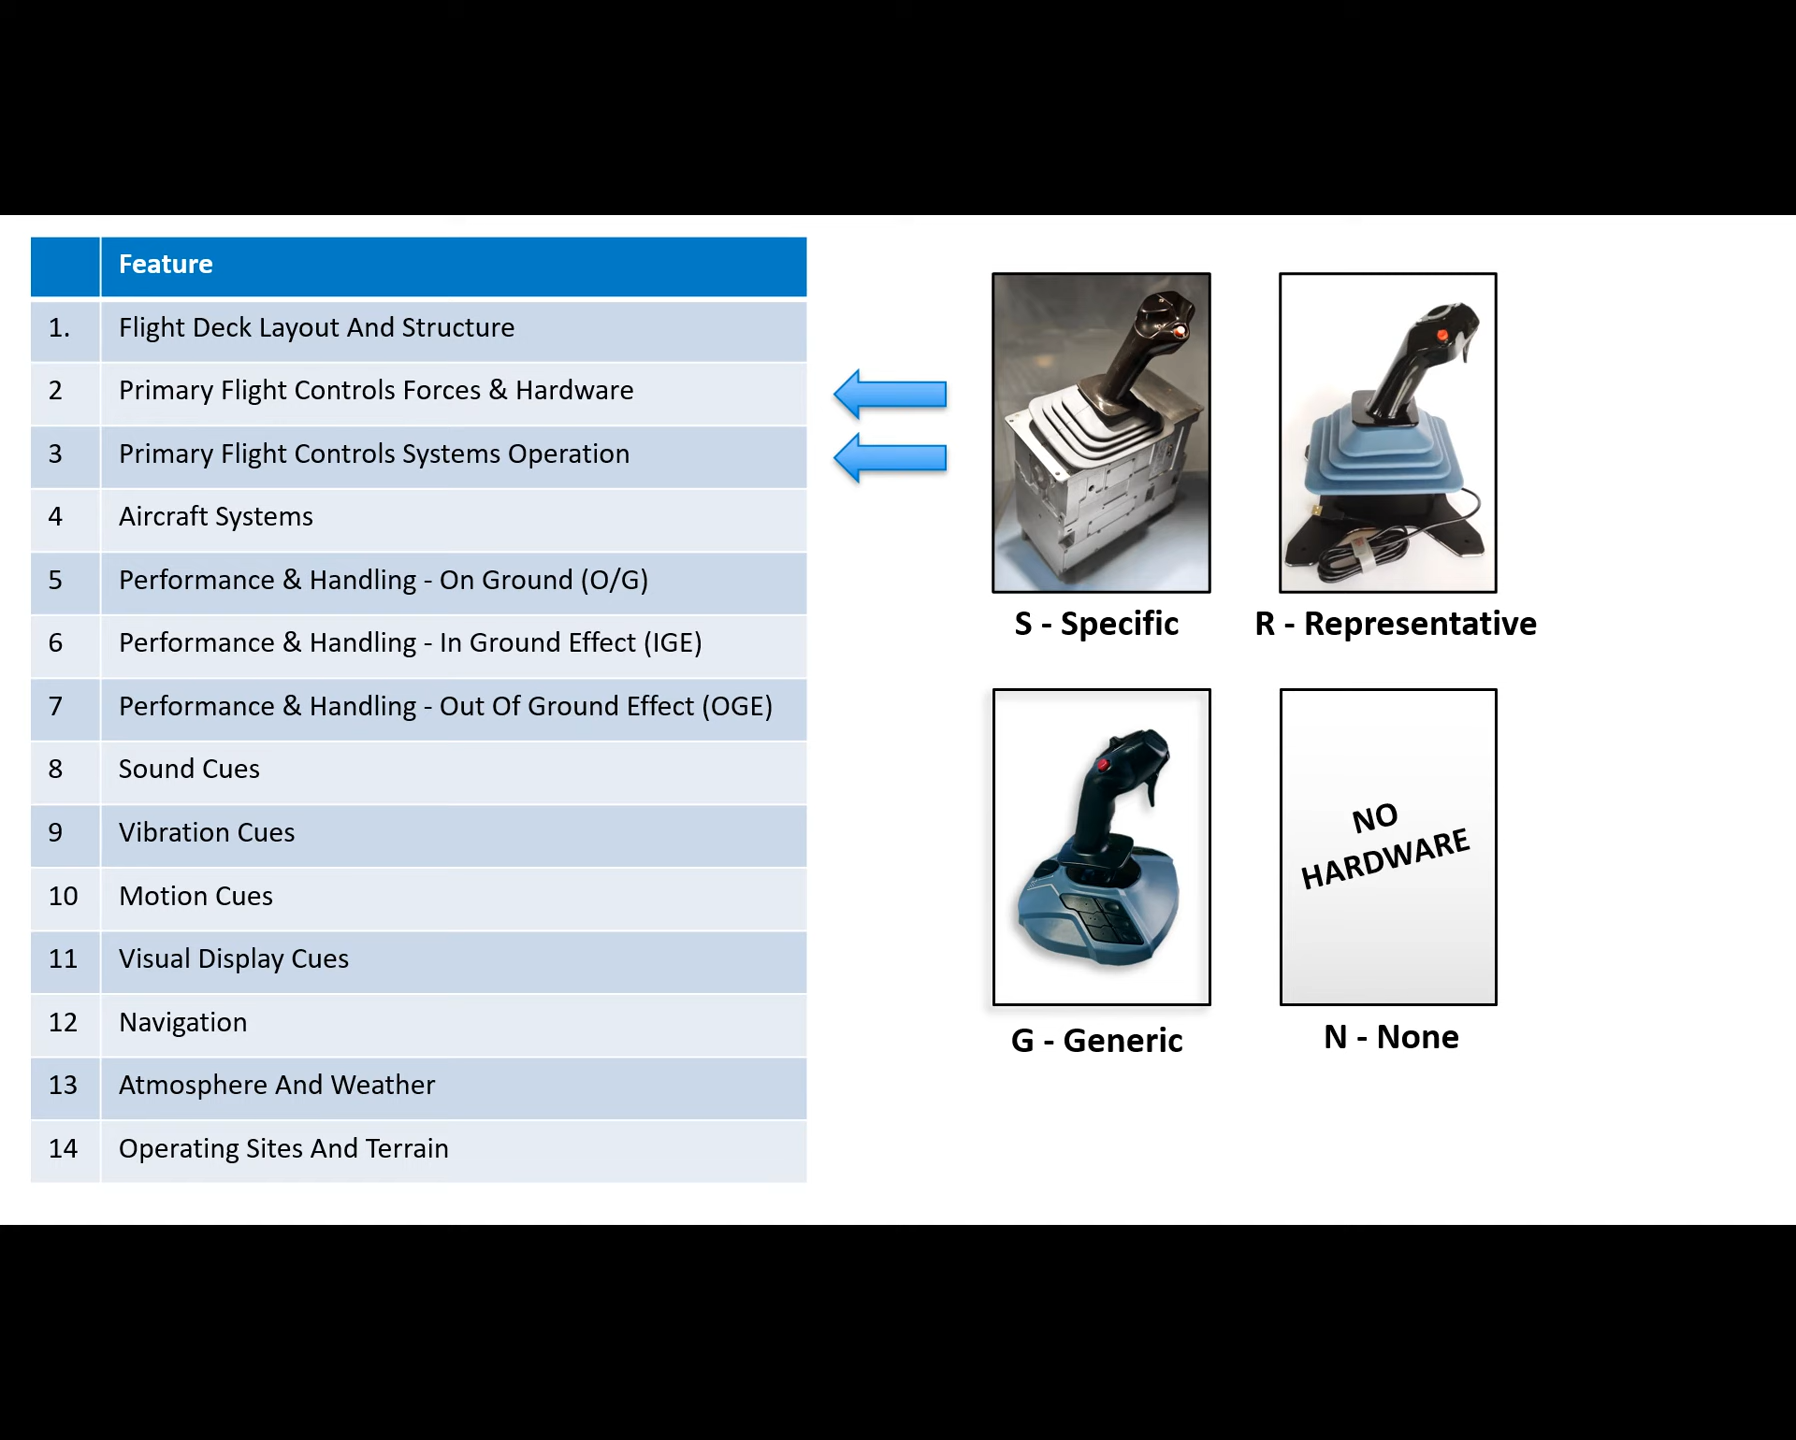 Feature
1. Flight Deck Layout And Structure
2 Primary Flight Controls Forces & Hardware
3 Primary Flight Controls Systems Operation
4 Aircraft Systems
5 Performance & Handling - On Ground (O/G)
6 Performance & Handling - In Ground Effect (IGE)
7 Performance & Handling - Out Of Ground Effect (OGE)
8 Sound Cues
9 Vibration Cues
10 Motion Cues
11 Visual Display Cues
12 Navigation
13 Atmosphere And Weather
14 Operating Sites And Terrain
S - Specific
R - Representative
NO
HARDWARE
G - Generic
N - None